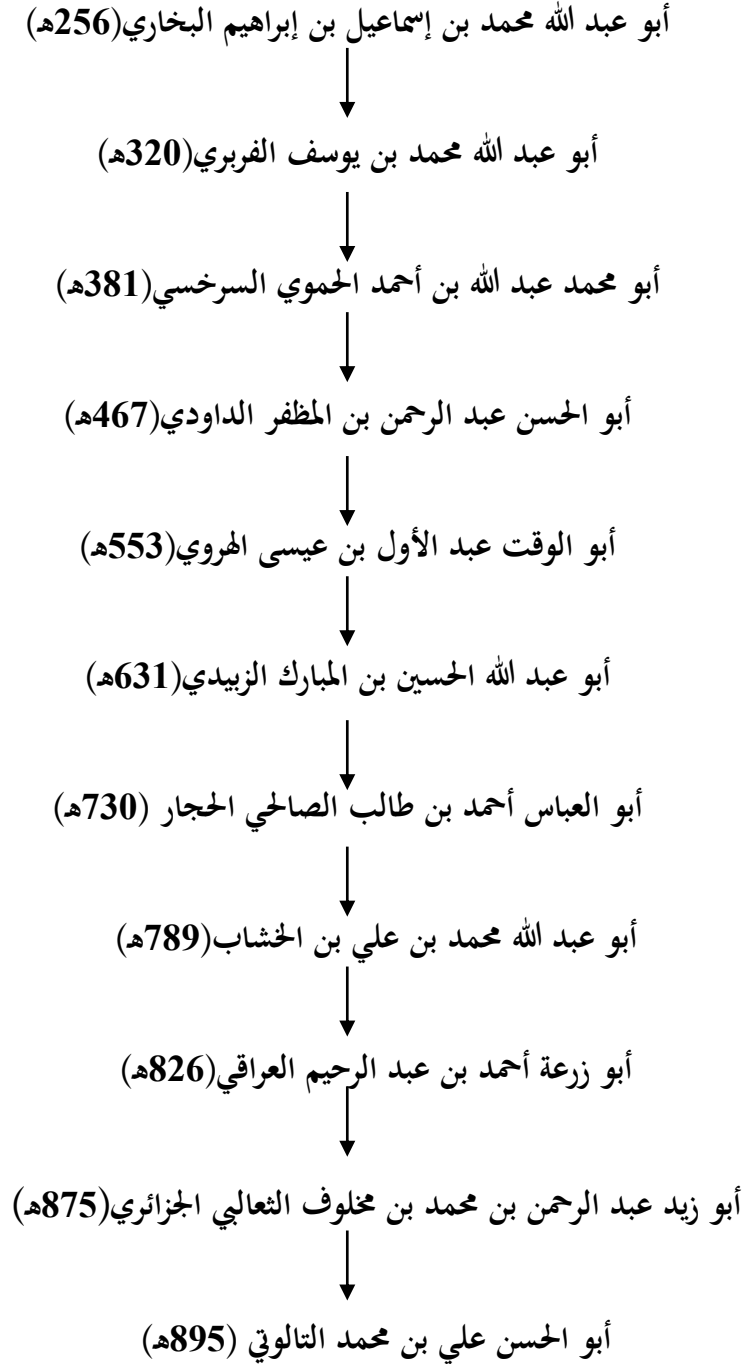 أبو عبد الله محمد بن إسماعيل بن إبراهيم البخاري(256هـ)
أبو عبد الله محمد بن يوسف الفربري(320هـ)
أبو محمد عبد الله بن أحمد الحموي السرخسي(381هـ)
أبو الحسن عبد الرحمن بن المظفر الداودي(467هـ)
أبو الوقت عبد الأول بن عيسى الهروي(553هـ)
أبو عبد الله الحسين بن المبارك الزبيدي(631هـ)
أبو العباس أحمد بن طالب الصالحي الحجار (730هـ)
أبو عبد الله محمد بن علي بن الخشاب(789هـ)
أبو زرعة أحمد بن عبد الرحيم العراقي(826هـ)
أبو زيد عبد الرحمن بن محمد بن مخلوف الثعالبي الجزائري(875هـ)
أبو الحسن علي بن محمد التالوتي (895هـ)